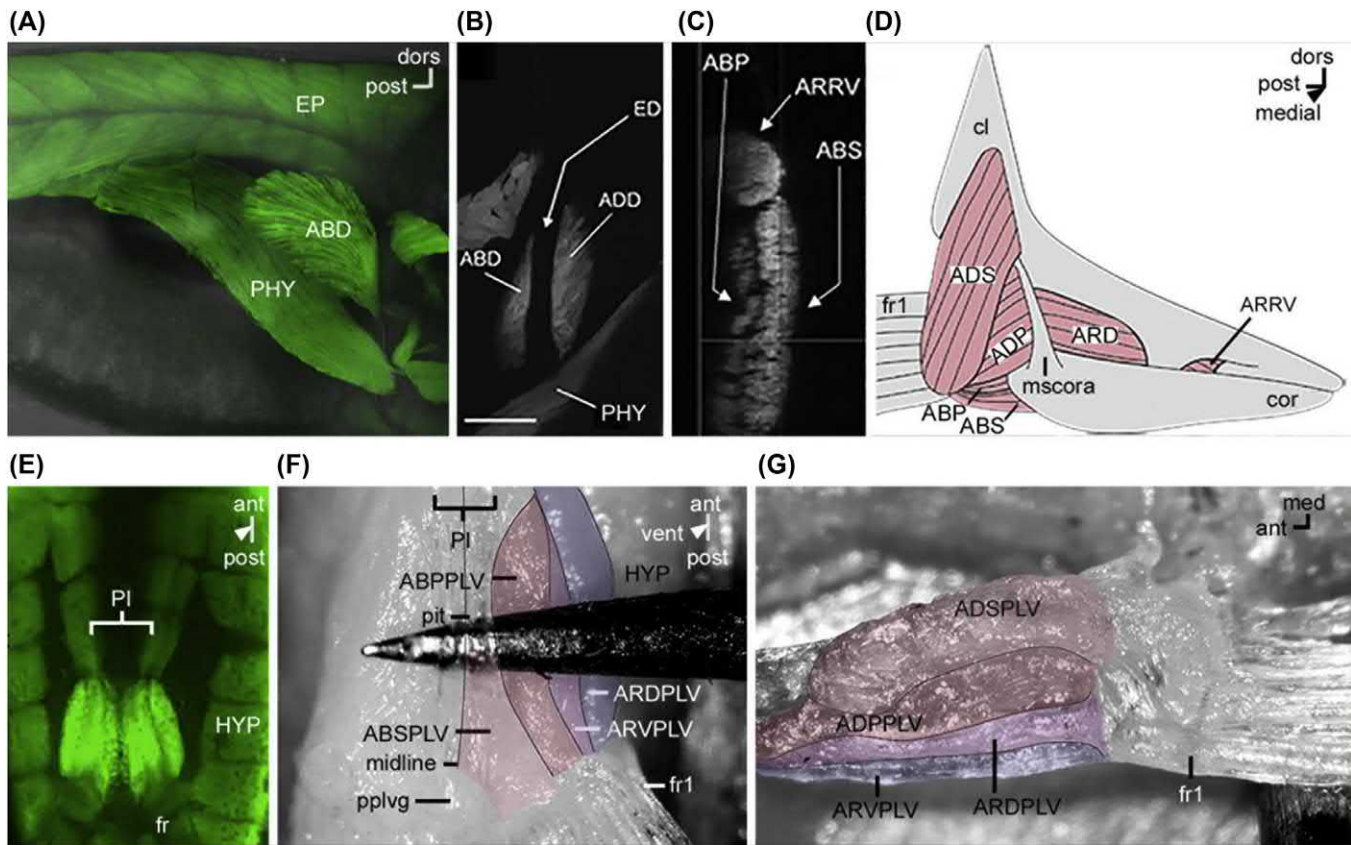 (A)
dors
post
EP
ABD
PHY
(B)
ED
ADD
ABD
PHY
(C)
ABP
ARRV
ABS
(D)
dors
post
medial
cl
ADS
fr1
ADP
ARD
ARRV
mscora
cor
ABP
ABS
(E)
ant
post
PI
HYP
fr
(F)
PI
ant
vent
post
HYP
ABPPLV
pit
ARDPLV
ARVPLV
ABSPLV
midline
pplvg
fr1
(G)
med
ant
ADSPLV
ADPPLV
ARVPLV
ARDPLV
fr1